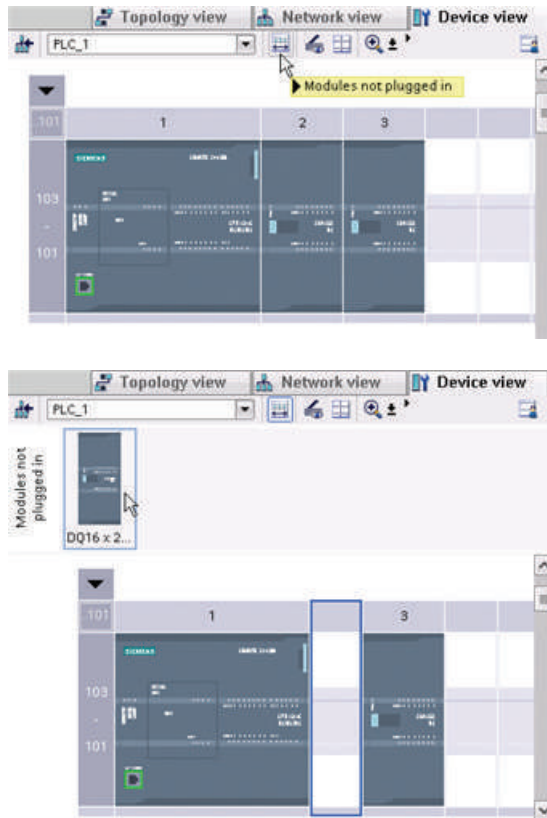 Topology view Network view Device view
PLC_1
Modules not plugged in
101 1 2 3
SIEMENS
103
-
101
Topology view Network view Device view
PLC_1
Modules not
plugged in
DQ16 x 2...
101 1 3
SIEMENS
103
-
101